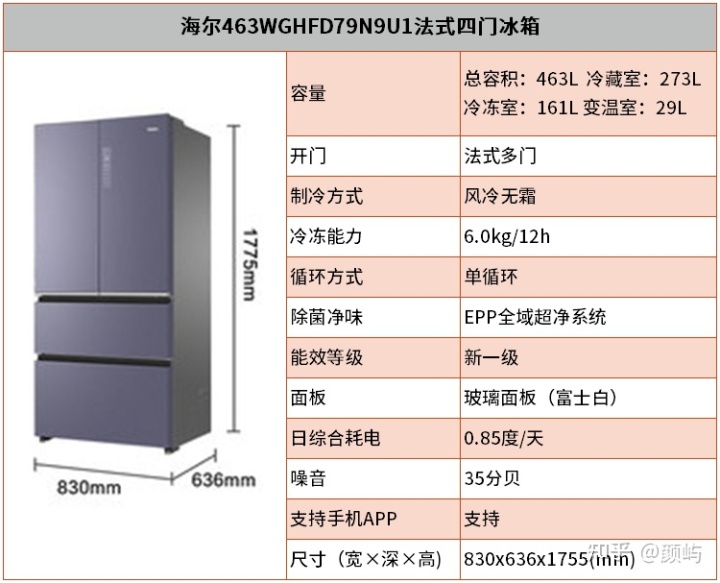 海尔463WGHFD79N9U1法式四门冰箱
容量
总容积：463L 冷藏室：273L
冷冻室：161L 变温室：29L
开门
法式多门
制冷方式
风冷无霜
冷冻能力
6.0kg/12h
循环方式
单循环
除菌净味
EPP全域超净系统
能效等级
新一级
面板
玻璃面板（富士白）
日综合耗电
0.85度/天
噪音
35分贝
支持手机APP
支持
尺寸（宽×深×高)
830x636x1755(mm)
1775mm
830mm
636mm
知乎 @颜屿